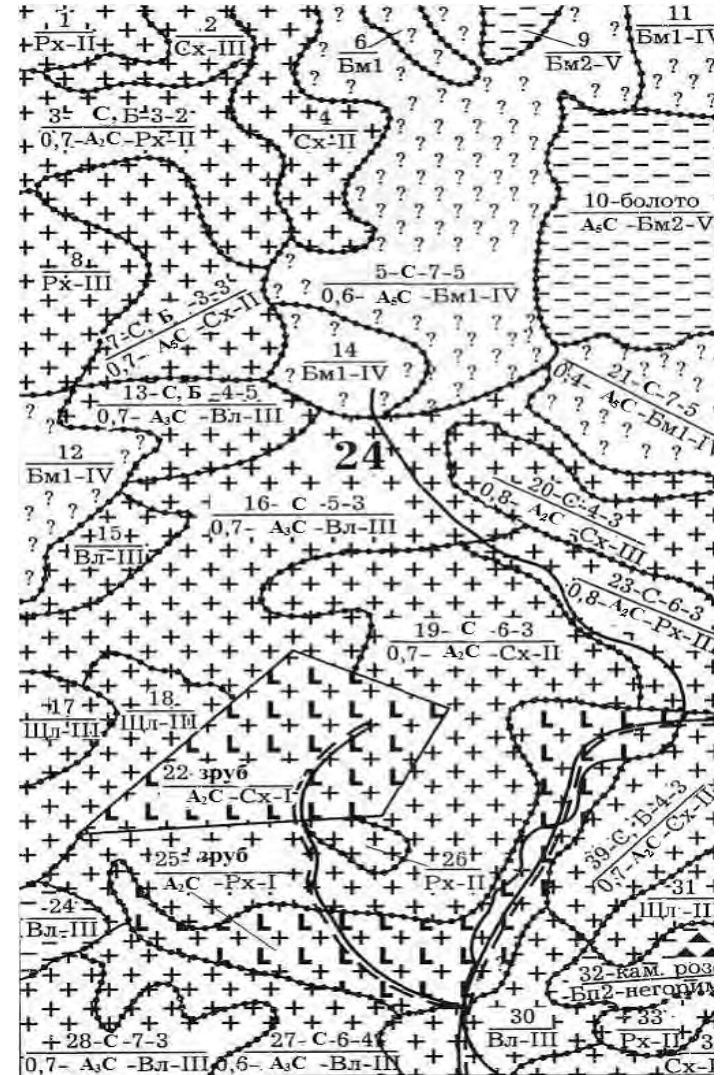 1
Рх-II
2
Сх-III
6
Бм1
9
Бм2-V
11
Бм1-IV
3- С, Б-3-2
0,7-А₂С-Рх-II
4
Сх-II
10-болото
А₅С -Бм2-V
8
Рх-III
7-С, Б -3-3
0,7- А₅С -Сх-II
5-С-7-5
0,6- А₅С -Бм1-IV
14
Бм1-IV
21-С-7-5
0,4- А₅С-Бм1-IV
13-С, Б -4-5
0,7- А₃С -Вл-III
12
Бм1-IV
24
16- С -5-3
0,7- А₃С -Вл-III
20-С-4-3
0,8- А₂С -Сх-III
15
Вл-III
23-С-6-3
0,8-А₂С-Рх-II
19- С -6-3
0,7- А₂С -Сх-II
17
Щл-III
18
Щл-III
22-зруб
А₂С-Сх-I
39-С, Б-4-3
0,7-А₂С-Сх-II
25- зруб
А₂С -Рх-I
26
Рх-II
31
Щл-II
24
Вл-III
32-кам. роз
Бп2-негорим
30
Вл-III
33
Рх-II
3
Сх-I
28-С-7-3
0,7- А₃С -Вл-III
27-С-6-4
0,6- А₃С -Вл-III